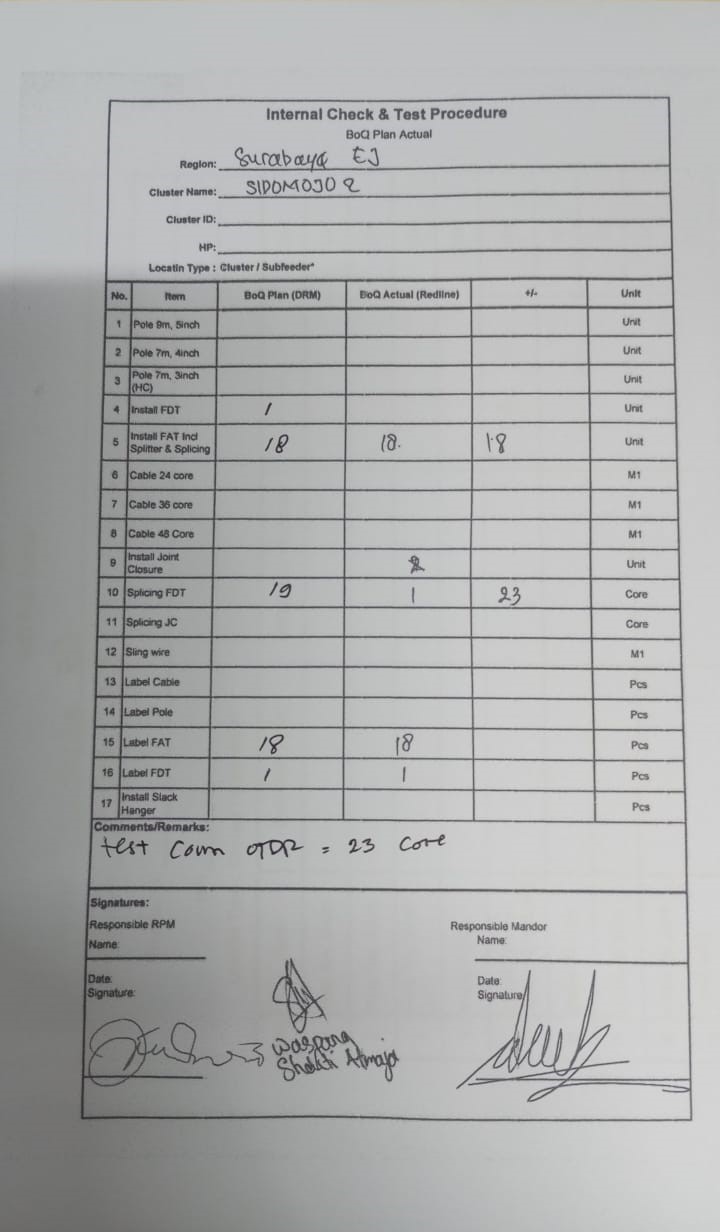 Internal Check & Test Procedure
BoQ Plan Actual
Region: Surabaya EJ
Cluster Name: SIDOMOJO 2
Cluster ID:
HP:
Locatin Type : Cluster / Subfeeder*
No. Item BoQ Plan (DRM) BoQ Actual (Redline) +/- Unit
1 Pole 9m, 5inch Unit
2 Pole 7m, 4inch Unit
3 Pole 7m, 3inch (HC) Unit
4 Install FDT 1 Unit
5 Install FAT Incl Splitter & Splicing 18 18. 18 Unit
6 Cable 24 core M1
7 Cable 36 core M1
8 Cable 48 Core M1
9 Install Joint Closure Unit
10 Splicing FDT 19 1 23 Core
11 Splicing JC Core
12 Sling wire M1
13 Label Cable Pcs
14 Label Pole Pcs
15 Label FAT 18 18 Pcs
16 Label FDT 1 1 Pcs
17 Install Slack Hanger Pcs
Comments/Remarks:
test Com OTDR = 23 Core
Signatures:
Responsible RPM Responsible Mandor
Name: Name:
Date: Date:
Signature: Signature:
Waspang
Shakti Atmaja